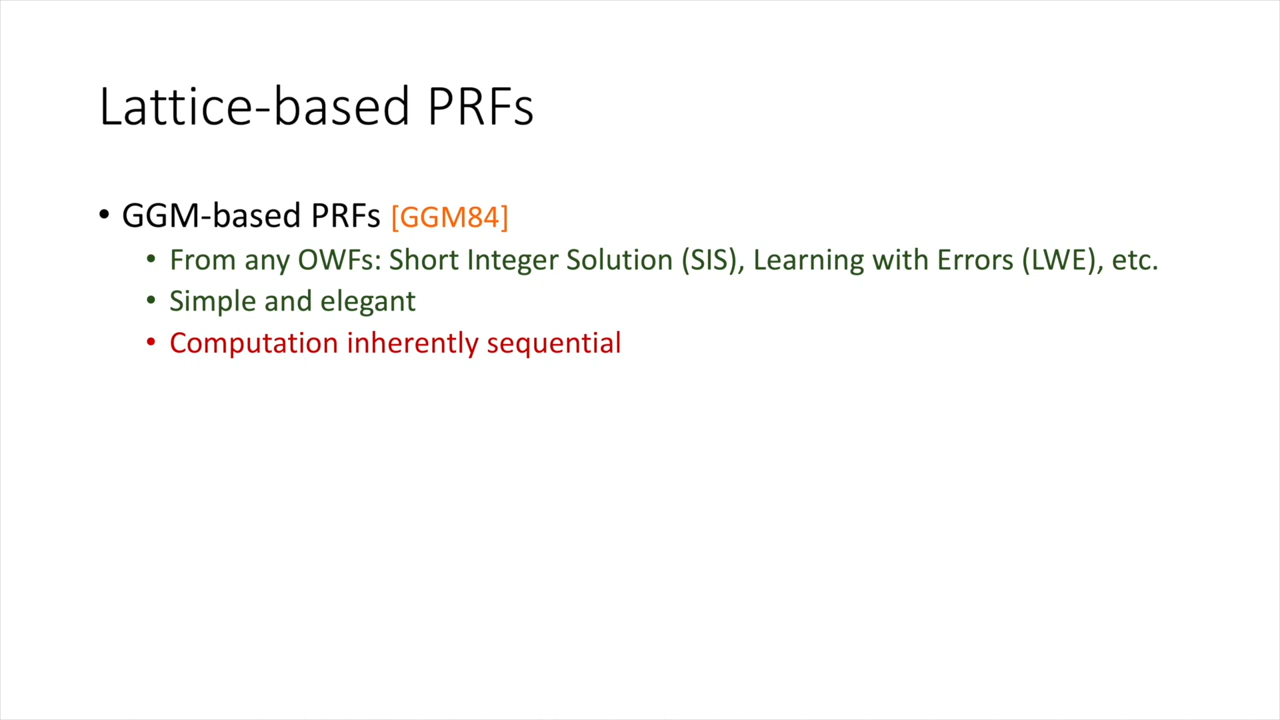 Lattice-based PRFs
• GGM-based PRFs [GGM84]
• From any OWFs: Short Integer Solution (SIS), Learning with Errors (LWE), etc.
• Simple and elegant
• Computation inherently sequential